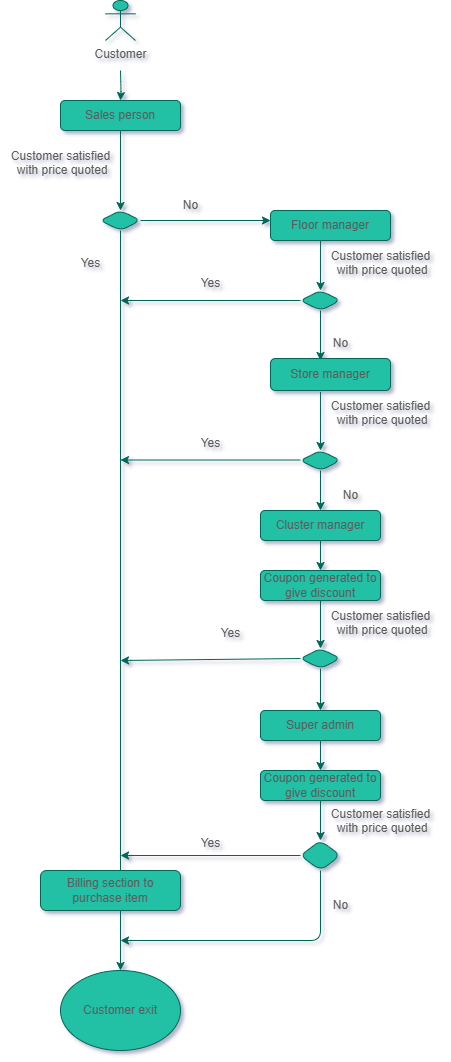 Customer
Sales person
Customer satisfied
with price quoted
No
Floor manager
Yes
Customer satisfied
with price quoted
Yes
No
Store manager
Customer satisfied
with price quoted
Yes
No
Cluster manager
Coupon generated to
give discount
Customer satisfied
with price quoted
Yes
Super admin
Coupon generated to
give discount
Customer satisfied
with price quoted
Yes
Billing section to
purchase item
No
Customer exit